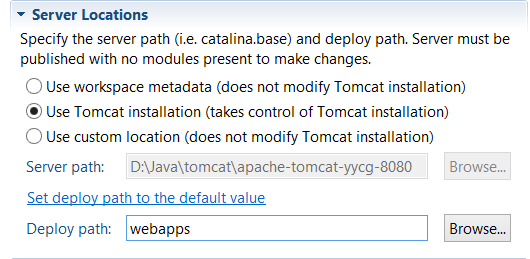 Server Locations
Specify the server path (i.e. catalina.base) and deploy path. Server must be
published with no modules present to make changes.
Use workspace metadata (does not modify Tomcat installation)
Use Tomcat installation (takes control of Tomcat installation)
Use custom location (does not modify Tomcat installation)
Server path: D:\Java\tomcat\apache-tomcat-yycg-8080 Browse...
Set deploy path to the default value
Deploy path: webapps Browse...